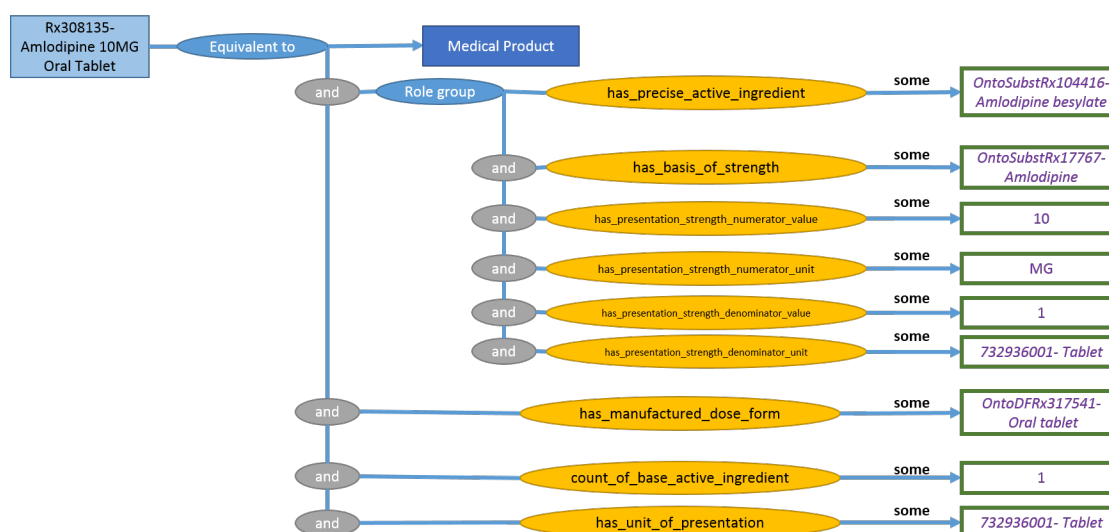 Rx308135-
Amlodipine 10MG
Oral Tablet
Equivalent to
Medical Product
and
Role group
has_precise_active_ingredient
some
OntoSubstRx104416-
Amlodipine besylate
and
has_basis_of_strength
some
OntoSubstRx17767-
Amlodipine
and
has_presentation_strength_numerator_value
some
10
and
has_presentation_strength_numerator_unit
some
MG
and
has_presentation_strength_denominator_value
some
1
and
has_presentation_strength_denominator_unit
some
732936001- Tablet
and
has_manufactured_dose_form
some
OntoDFRx317541-
Oral tablet
and
count_of_base_active_ingredient
some
1
and
has_unit_of_presentation
some
732936001- Tablet